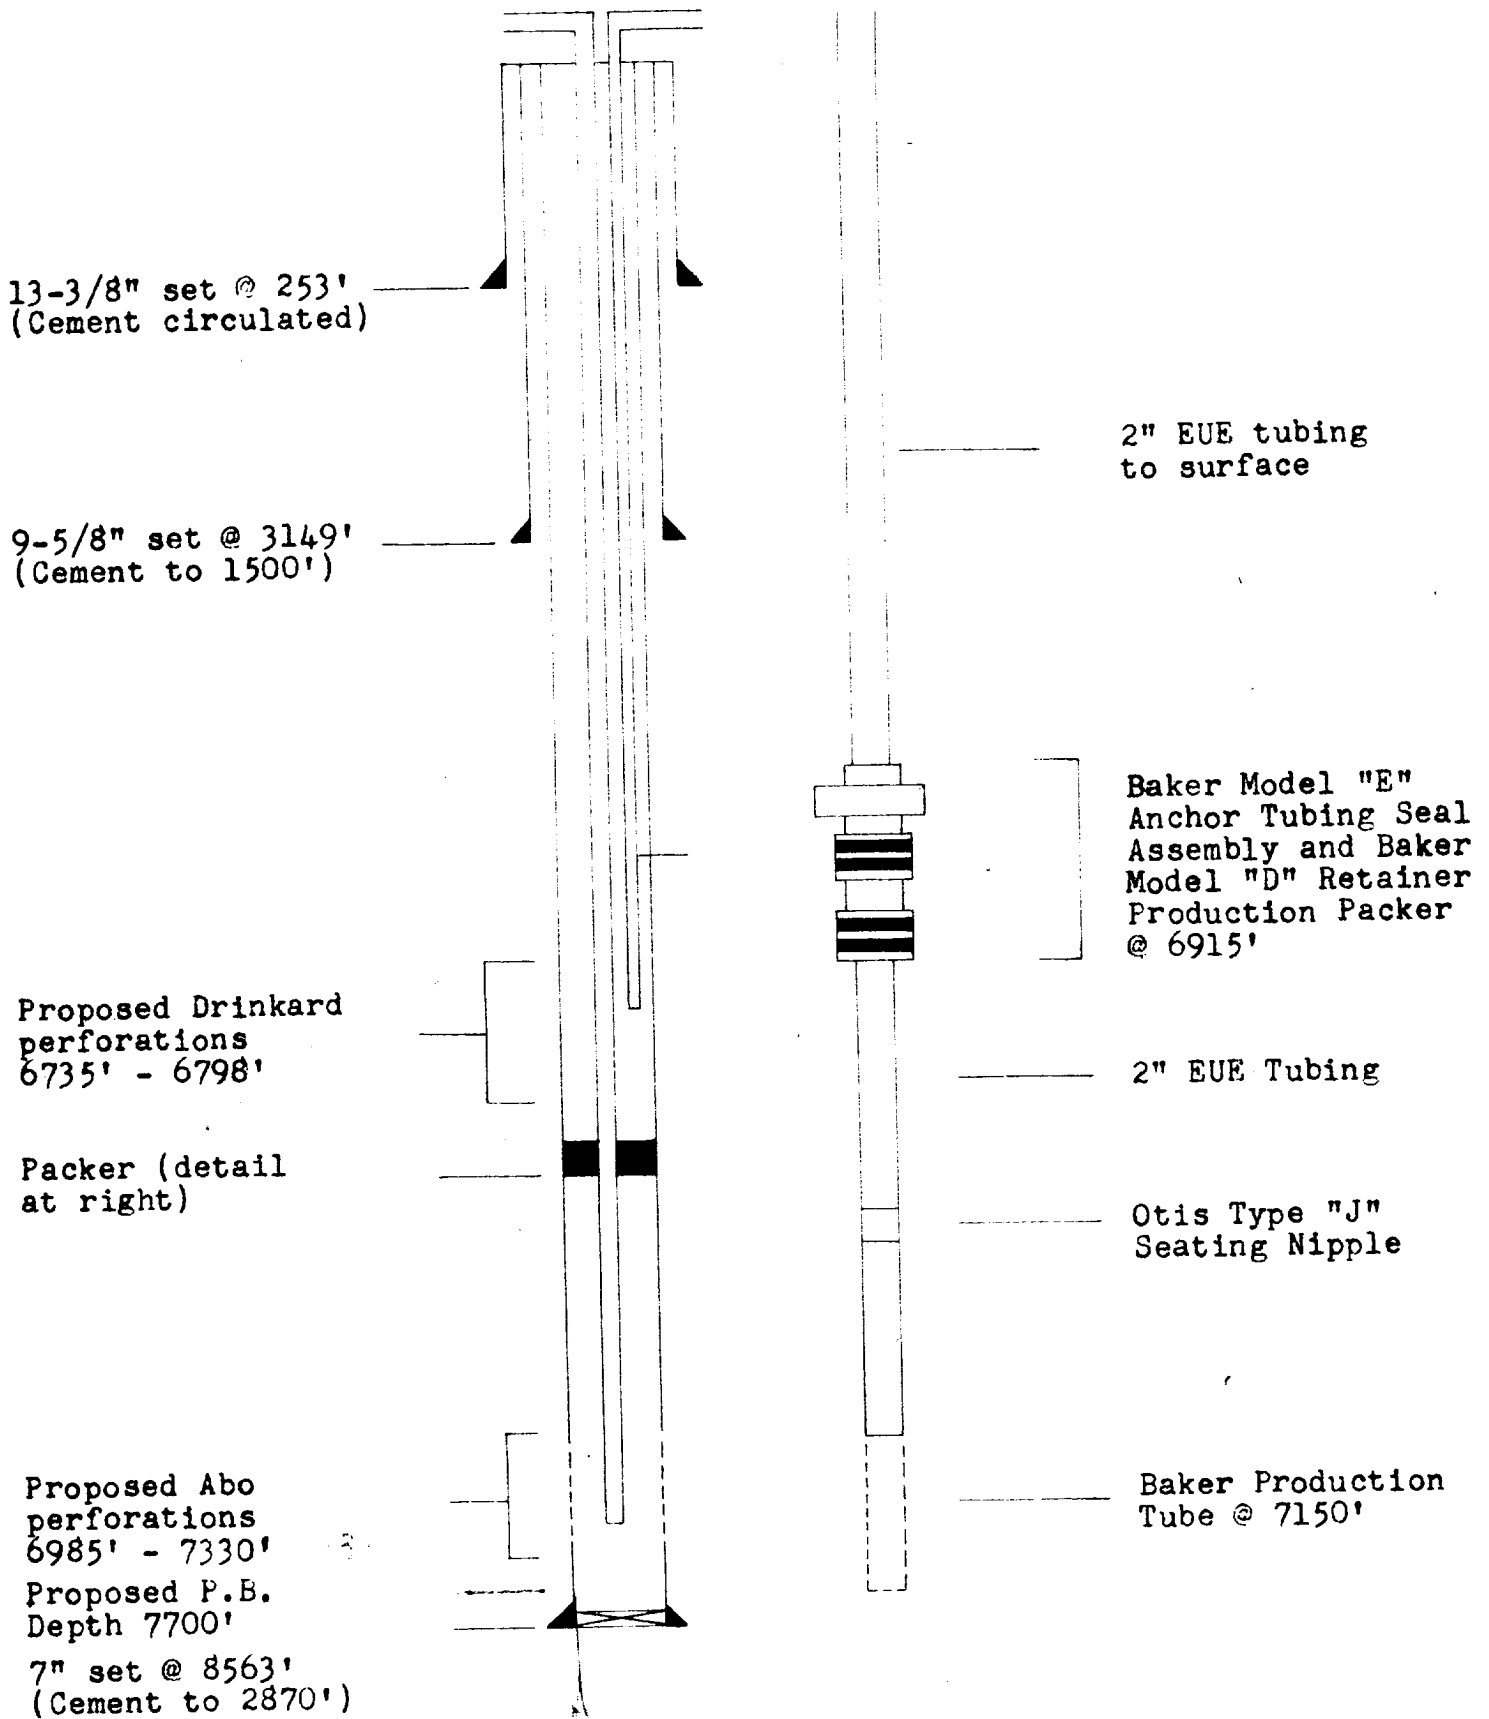 13-3/8" set @ 253'
(Cement circulated)
9-5/8" set @ 3149'
(Cement to 1500')
Proposed Drinkard
perforations
6735' - 6798'
Packer (detail
at right)
Proposed Abo
perforations
6985' - 7330'
Proposed P.B.
Depth 7700'
7" set @ 8563'
(Cement to 2870')
2" EUE tubing
to surface
Baker Model "E"
Anchor Tubing Seal
Assembly and Baker
Model "D" Retainer
Production Packer
@ 6915'
2" EUE Tubing
Otis Type "J"
Seating Nipple
Baker Production
Tube @ 7150'